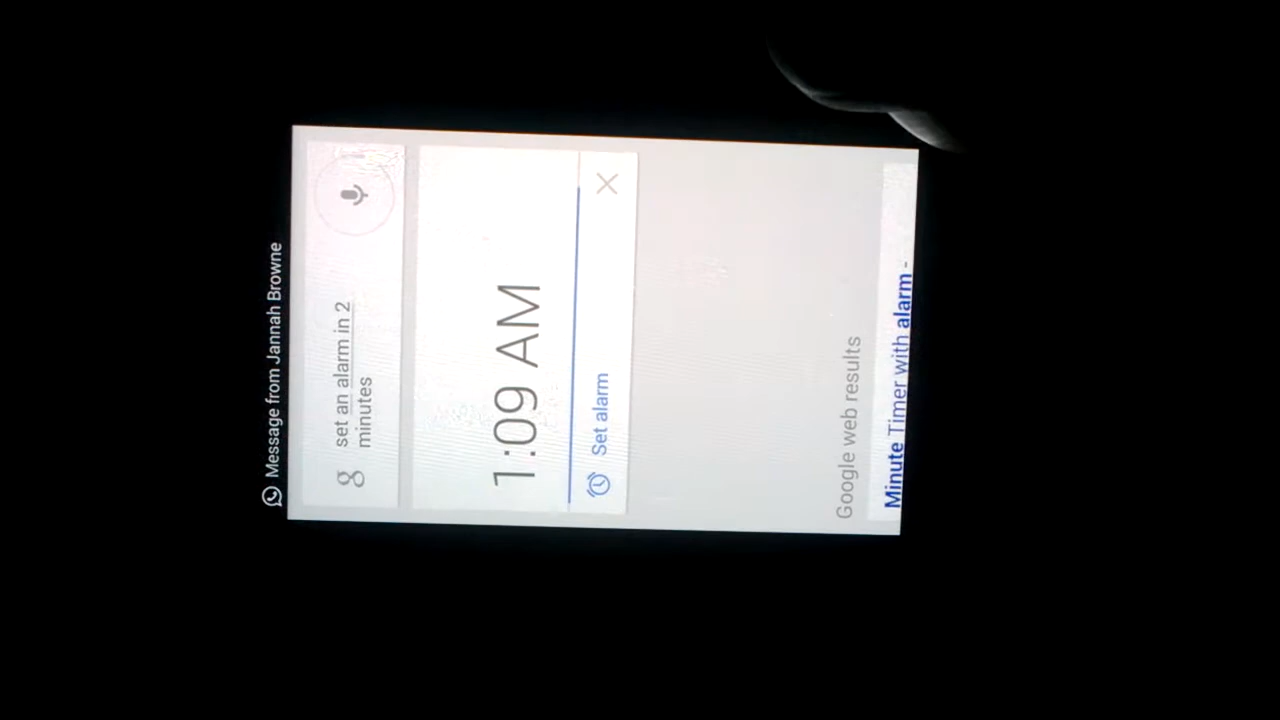 Message from Jannah Browne
g set an alarm in 2
minutes
1:09 AM
Set alarm
Google web results
Minute Timer with alarm -